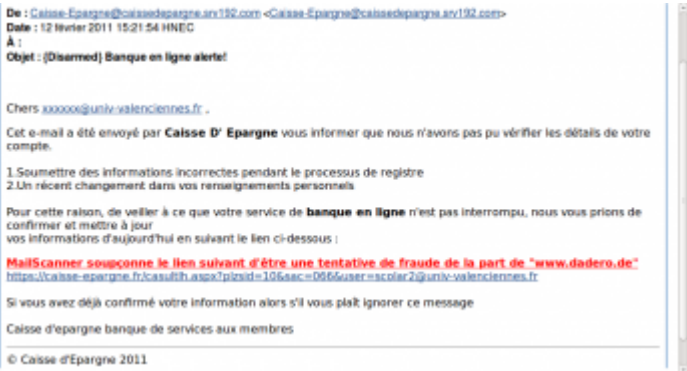 De : Caisse-Epargne@caissedepargne.srv192.com <Caisse-Epargne@caissedepargne.srv192.com>
Date : 12 février 2011 15:21:54 HNEC
À :
Objet : {Disarmed} Banque en ligne alerte!
Chers xxxxxx@univ-valenciennes.fr ,
Cet e-mail a été envoyé par Caisse D' Epargne vous informer que nous n'avons pas pu vérifier les détails de votre
compte.
1.Soumettre des informations incorrectes pendant le processus de registre
2.Un récent changement dans vos renseignements personnels
Pour cette raison, de veiller à ce que votre service de banque en ligne n'est pas interrompu, nous vous prions de
confirmer et mettre à jour
vos informations d'aujourd'hui en suivant le lien ci-dessous :
MailScanner soupçonne le lien suivant d'être une tentative de fraude de la part de "www.dadero.de"
https://caisse-epargne.fr/casultlh.aspx?plzsid=10&sac=066&user=scolar2@univ-valenciennes.fr
Si vous avez déjà confirmé votre information alors s'il vous plaît ignorer ce message
Caisse d'epargne banque de services aux membres
© Caisse d'Epargne 2011